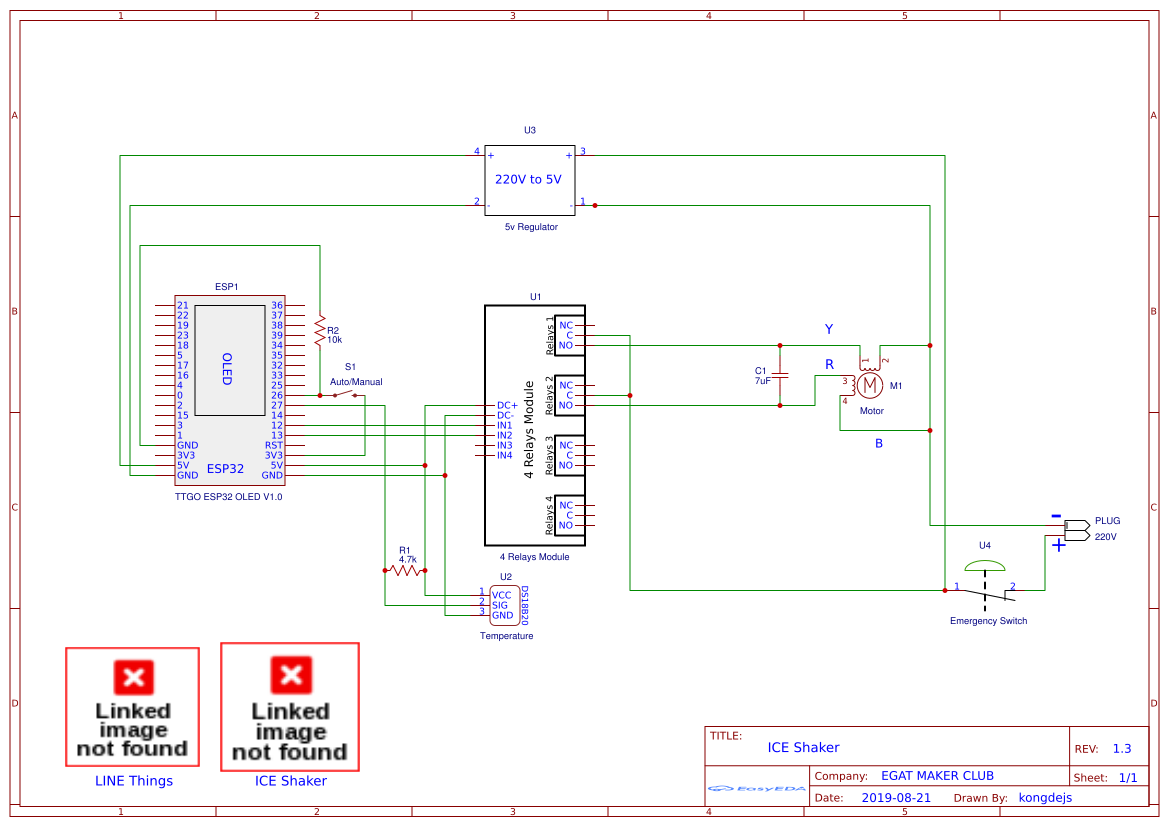 1 2 3 4 5
A A
B B
C C
D D
U3
4 + + 3
220V to 5V
2 - - 1
5v Regulator
ESP1
21 36
22 37
19 38
23 39
18 34
5 35
17 32
16 33
4 25
0 26
2 27
15 14
3 12
1 13
GND RST
3V3 3V3
5V 5V
GND GND
OLED
ESP32
TTGO ESP32 OLED V1.0
R2
10k
S1
Auto/Manual
U1
DC+
DC-
IN1
IN2
IN3
IN4
4 Relays Module
Relays 1
NC
C
NO
Relays 2
NC
C
NO
Relays 3
NC
C
NO
Relays 4
NC
C
NO
4 Relays Module
Y
R
B
C1
7uF
1 2
3
4
M
M1
Motor
R1
4.7k
U2
1 VCC
2 SIG
3 GND
DS18B20
Temperature
-
+
PLUG
220V
U4
1 2
Emergency Switch
Linked
image
not found
LINE Things
Linked
image
not found
ICE Shaker
TITLE:
ICE Shaker
REV: 1.3
EasyEDA
Company: EGAT MAKER CLUB
Sheet: 1/1
Date: 2019-08-21 Drawn By: kongdejs
1 2 3 4 5